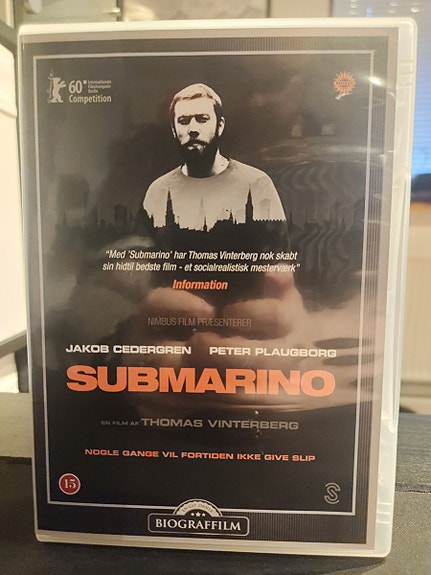 60 Internationale
Filmfestspiele
Berlin
Competition
"Med 'Submarino' har Thomas Vinterberg nok skabt
sin hidtil bedste film - et socialrealistisk mesterværk"
Information
NIMBUS FILM PRÆSENTERER
JAKOB CEDERGREN PETER PLAUGBORG
SUBMARINO
EN FILM AF THOMAS VINTERBERG
NOGLE GANGE VIL FORTIDEN IKKE GIVE SLIP
15
BIOGRAFFILM